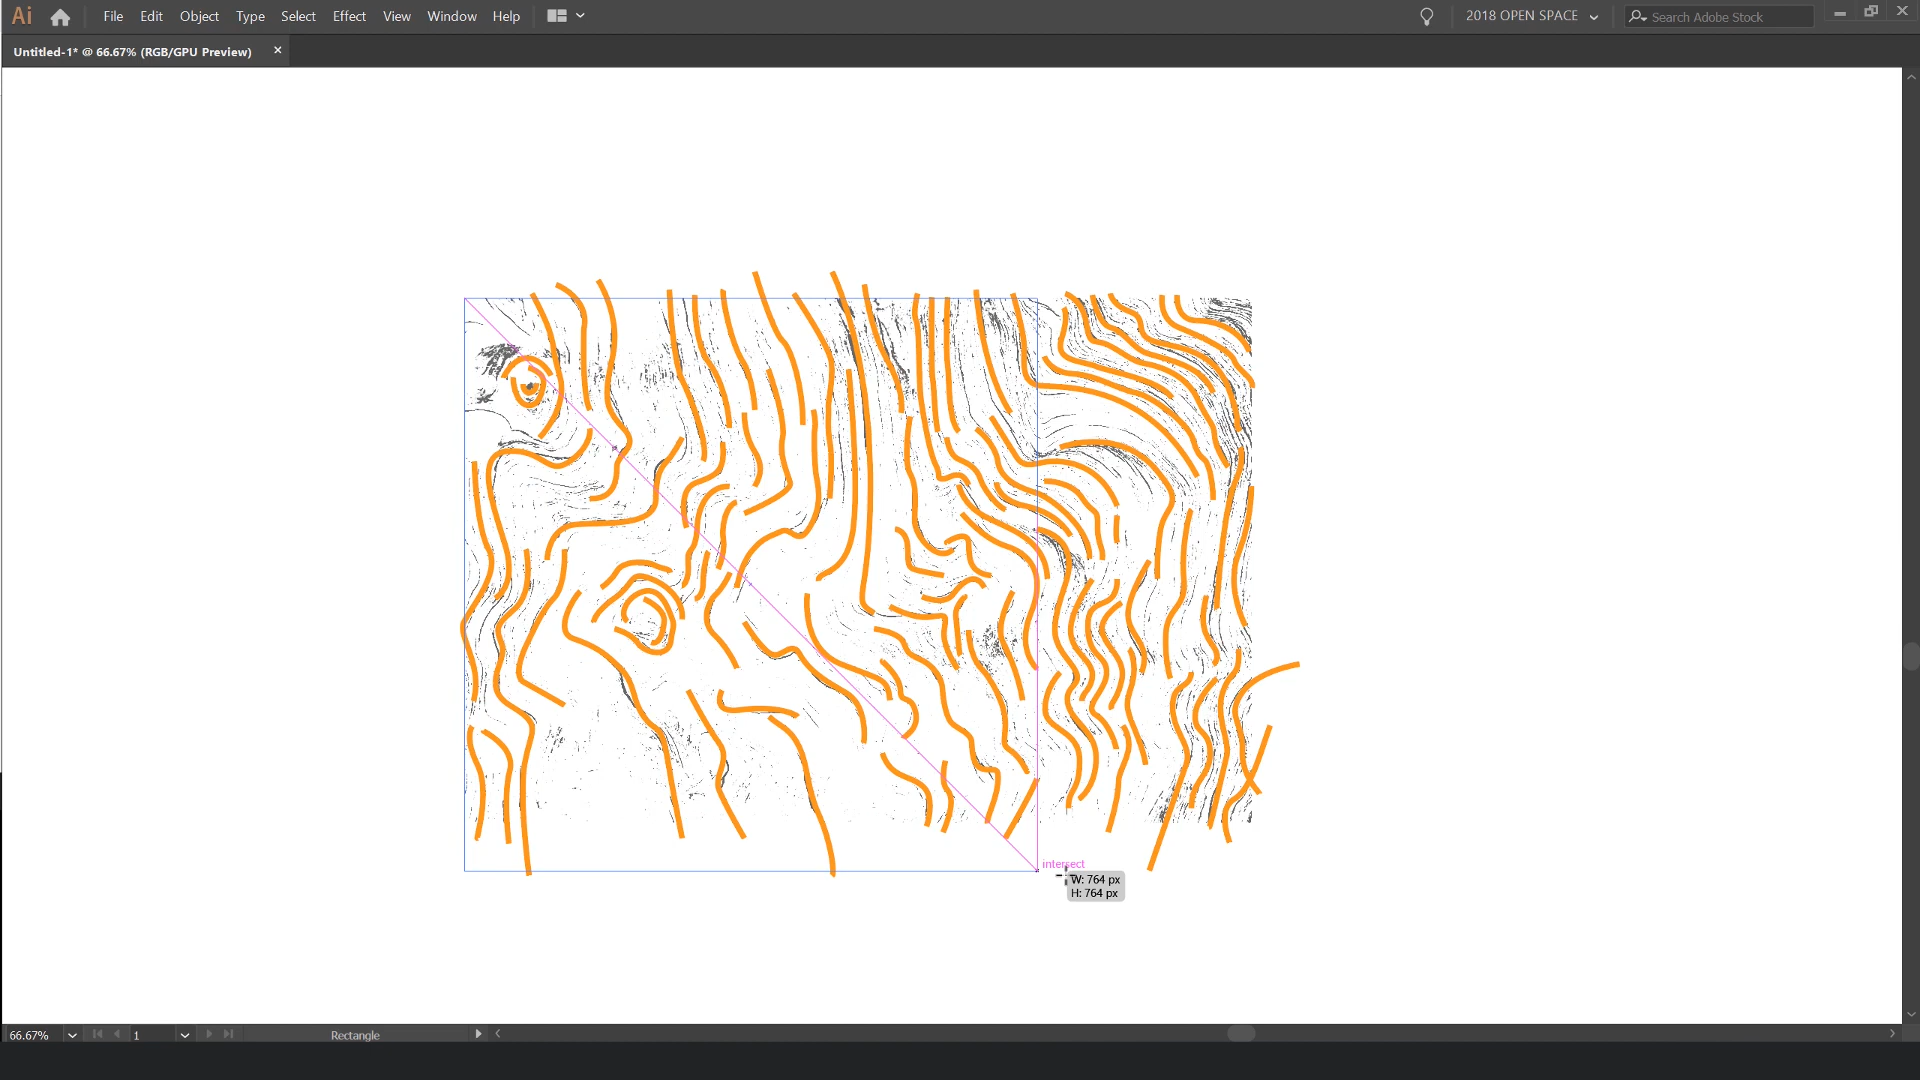 Ai File Edit Object Type Select Effect View Window Help 2018 OPEN SPACE Search Adobe Stock
Untitled-1* @ 66.67% (RGB/GPU Preview)
intersect
W: 764 px
H: 764 px
66.67% 1 Rectangle